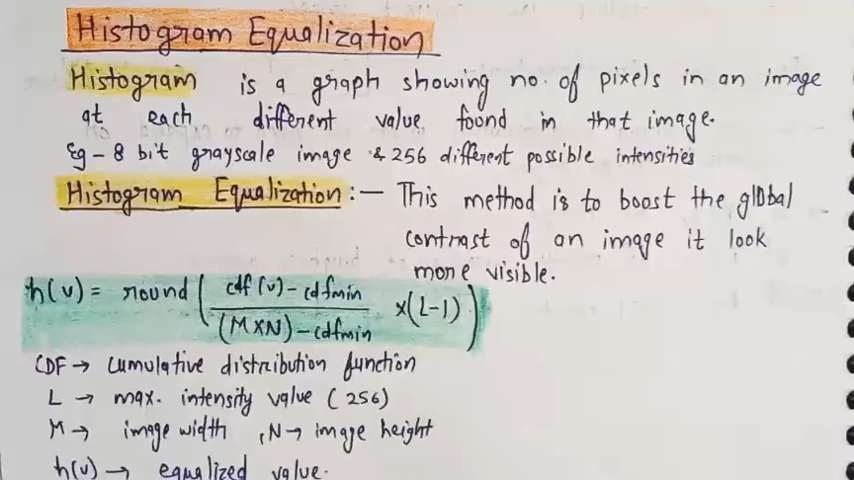 Histogram Equalization
Histogram is a graph showing no. of pixels in an image
at each different value found in that image.
Eg - 8 bit grayscale image & 256 different possible intensities
Histogram Equalization :- This method is to boost the global
contrast of an image it look
more visible.
h(v) = round ( cdf(v) - cdfmin / (M×N) - cdfmin ×(L-1) )
CDF → cumulative distribution function
L → max. intensity value (256)
M → image width , N → image height
h(v) → equalized value.